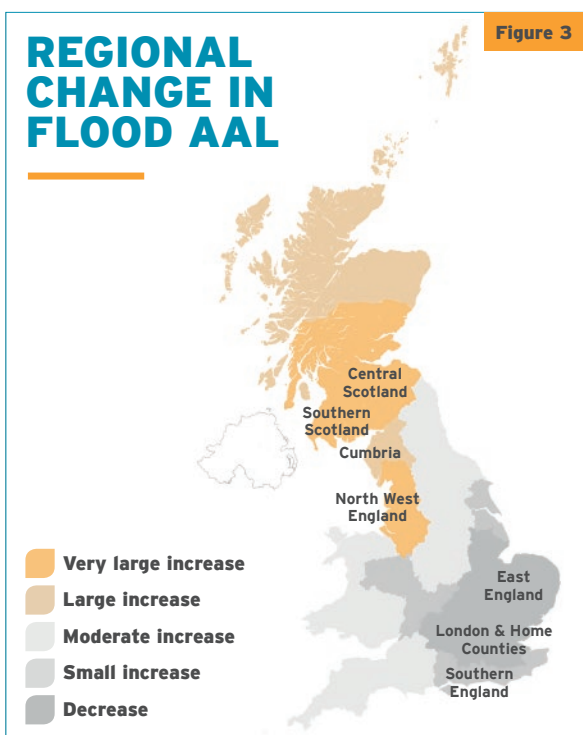 Figure 3
REGIONAL
CHANGE IN
FLOOD AAL
Central
Scotland
Southern
Scotland
Cumbria
North West
England
East
England
London & Home
Counties
Southern
England
Very large increase
Large increase
Moderate increase
Small increase
Decrease